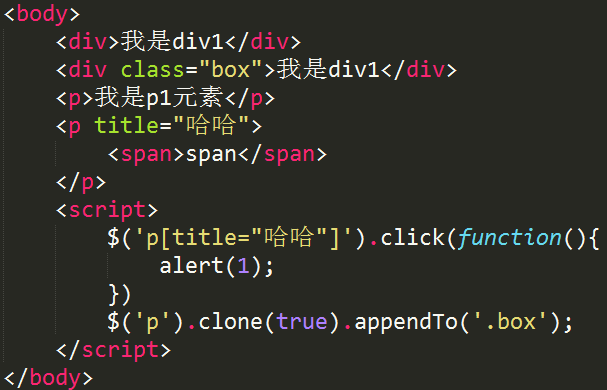 <body>
    <div>我是div1</div>
    <div class="box">我是div1</div>
    <p>我是p1元素</p>
    <p title="哈哈">
        <span>span</span>
    </p>
    <script>
        $('p[title="哈哈"]').click(function(){
            alert(1);
        })
        $('p').clone(true).appendTo('.box');
    </script>
</body>